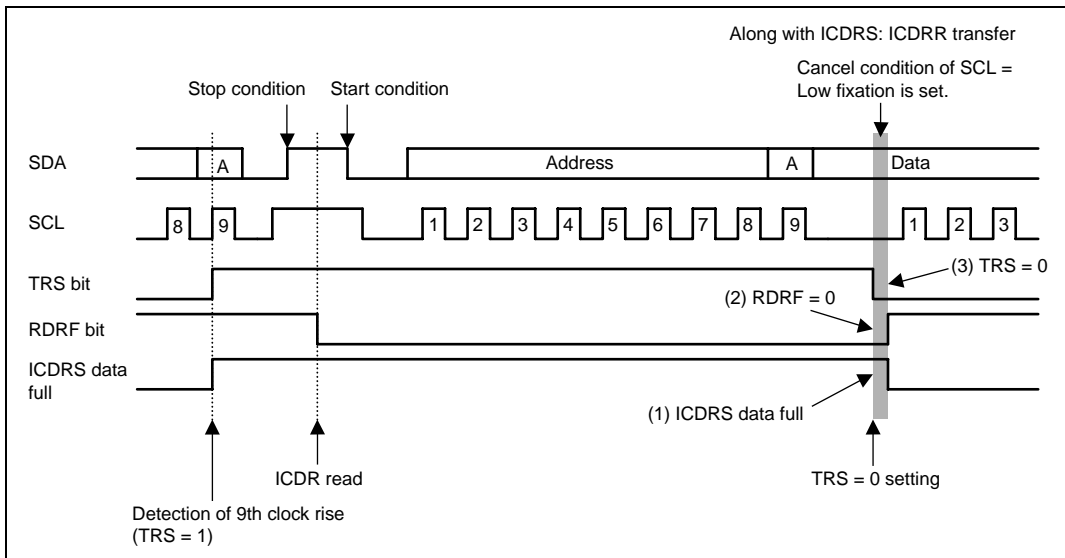 Along with ICDRS: ICDRR transfer
Cancel condition of SCL =
Low fixation is set.
Stop condition
Start condition
SDA
A
Address
A
Data
SCL
8
9
1
2
3
4
5
6
7
8
9
1
2
3
TRS bit
(3) TRS = 0
(2) RDRF = 0
RDRF bit
ICDRS data
full
(1) ICDRS data full
ICDR read
TRS = 0 setting
Detection of 9th clock rise
(TRS = 1)